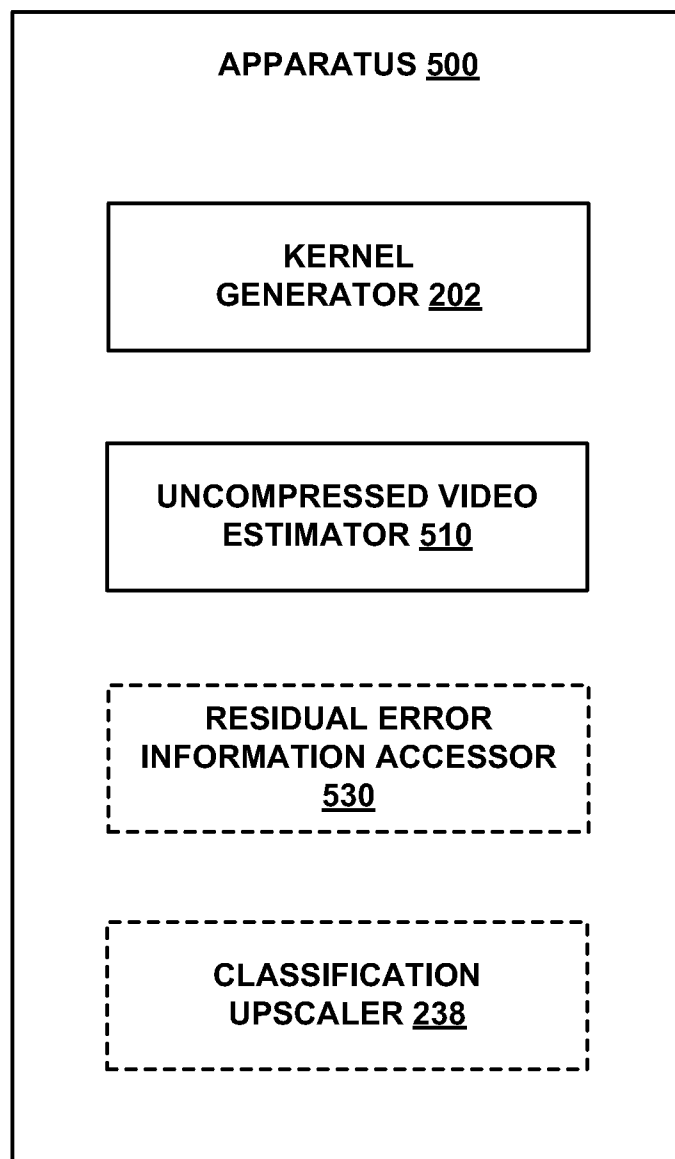 APPARATUS 500
KERNEL
GENERATOR 202
UNCOMPRESSED VIDEO
ESTIMATOR 510
RESIDUAL ERROR
INFORMATION ACCESSOR
530
CLASSIFICATION
UPSCALER 238